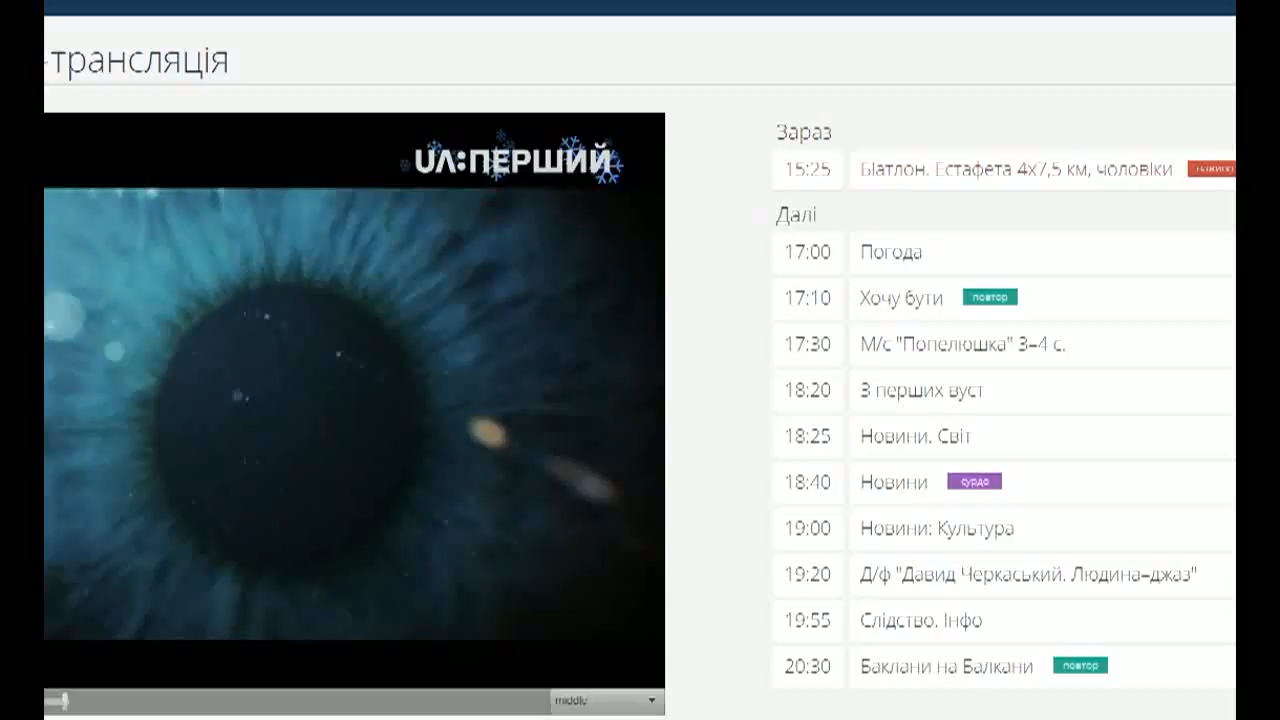 -трансляція
UA:ПЕРШИЙ
Зараз
15:25 Біатлон. Естафета 4х7,5 км, чоловіки
Далі
17:00 Погода
17:10 Хочу бути повтор
17:30 М/с "Попелюшка" 3–4 с.
18:20 З перших вуст
18:25 Новини. Світ
18:40 Новини сурдо
19:00 Новини: Культура
19:20 Д/ф "Давид Черкаський. Людина–джаз"
19:55 Слідство. Інфо
20:30 Баклани на Балкани повтор
middle